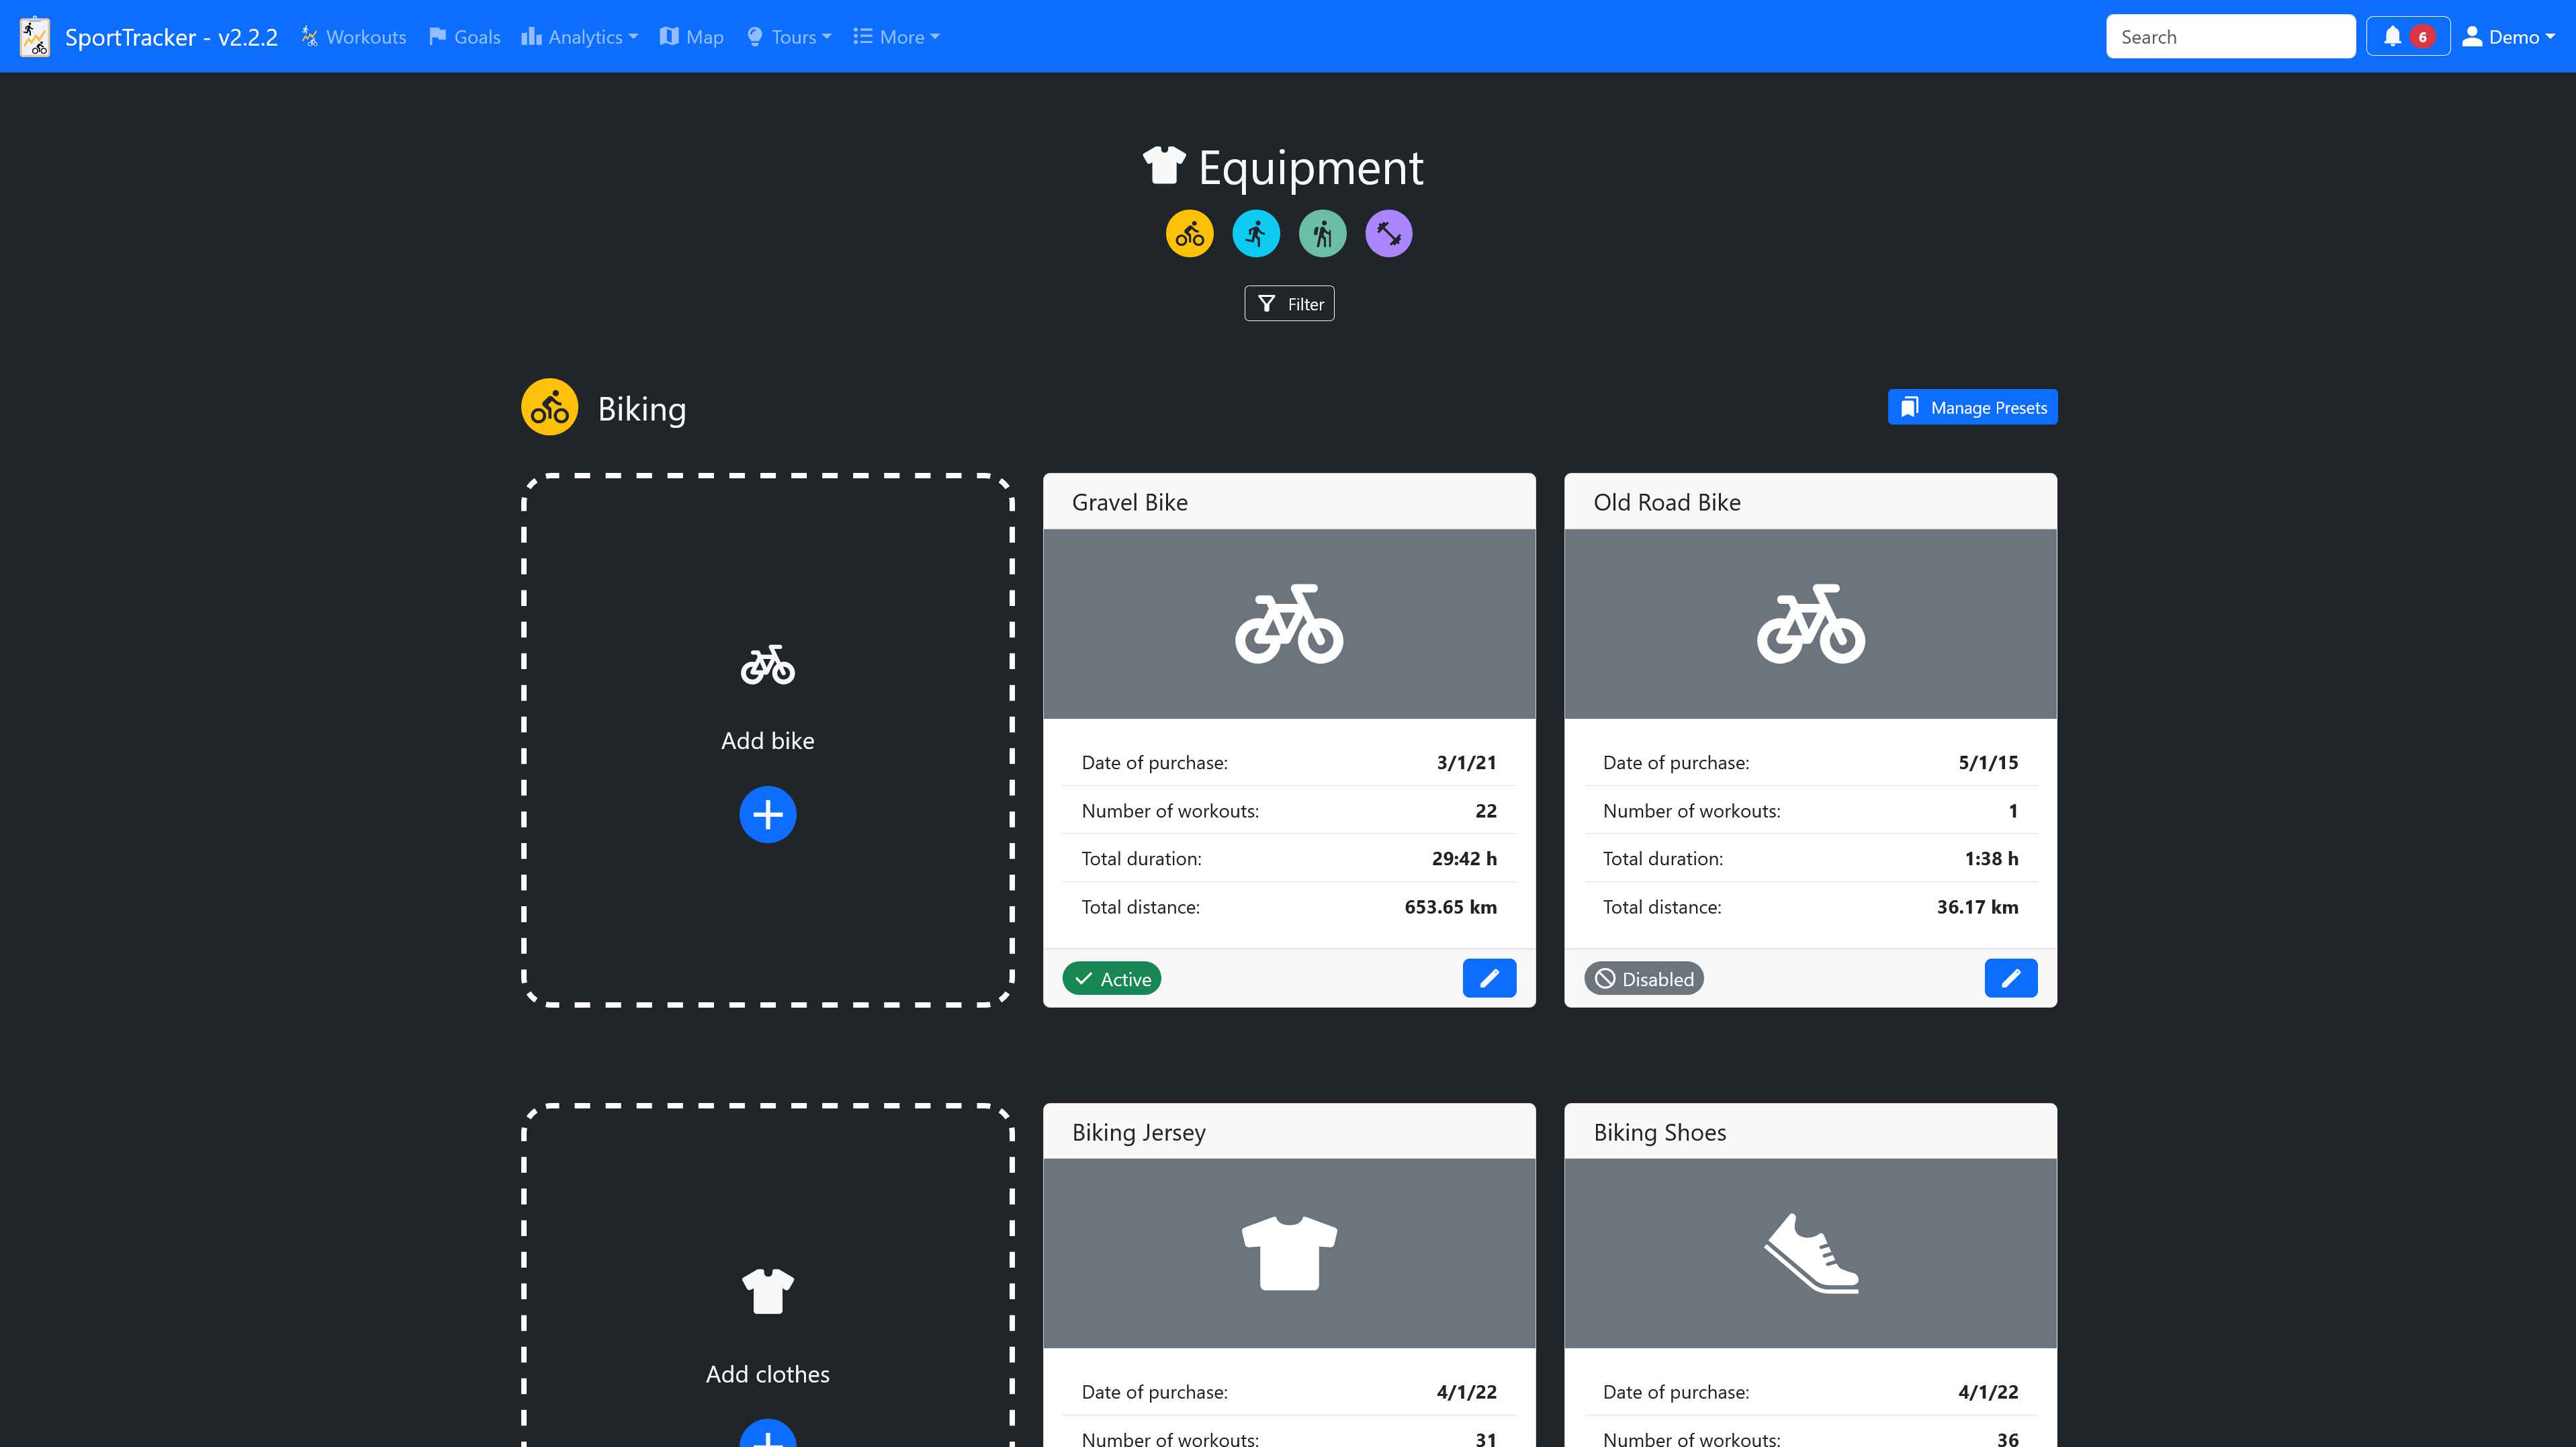 SportTracker - v2.2.2 Workouts Goals Analytics Map Tours More Search 6 Demo
Equipment
Filter
Biking Manage Presets
Add bike
Gravel Bike
Date of purchase: 3/1/21
Number of workouts: 22
Total duration: 29:42 h
Total distance: 653.65 km
Active
Old Road Bike
Date of purchase: 5/1/15
Number of workouts: 1
Total duration: 1:38 h
Total distance: 36.17 km
Disabled
Add clothes
Biking Jersey
Date of purchase: 4/1/22
Number of workouts: 31
Biking Shoes
Date of purchase: 4/1/22
Number of workouts: 36